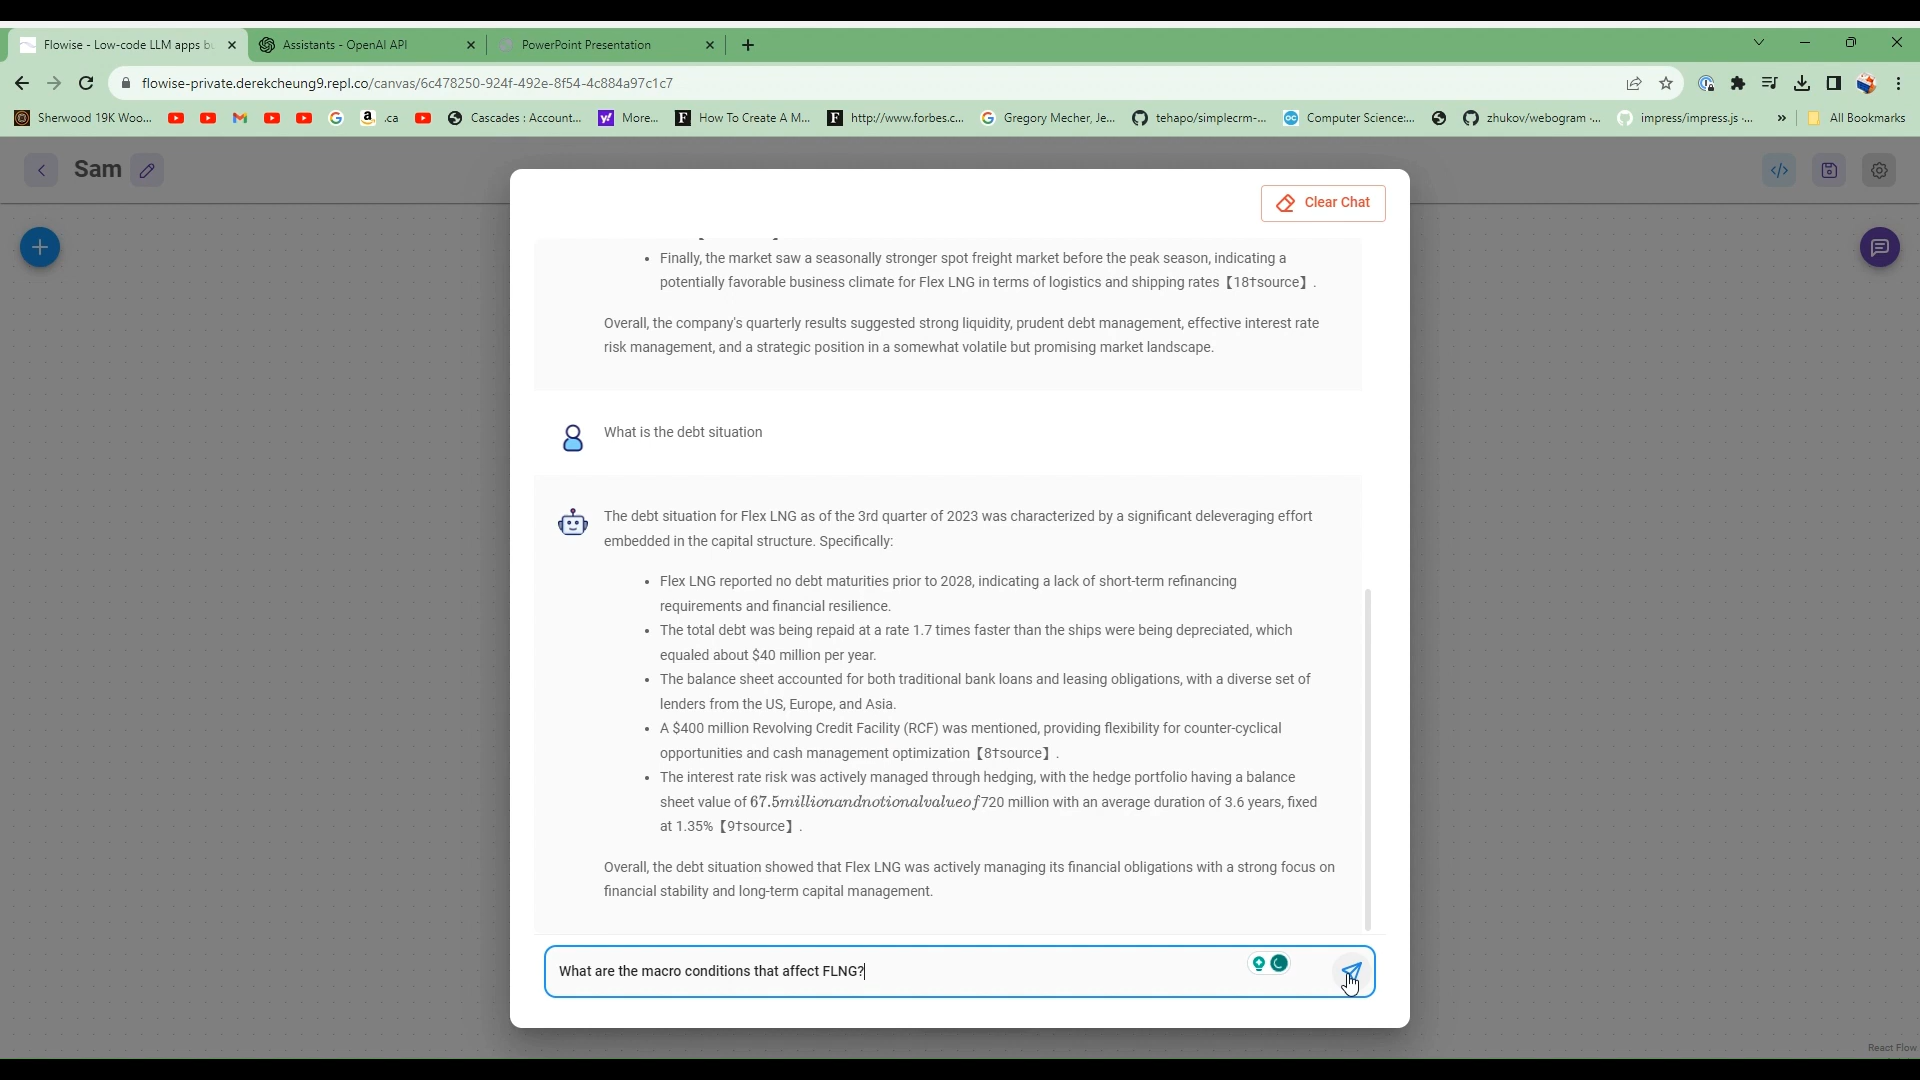 Flowise - Low-code LLM apps bu
Assistants - OpenAI API
PowerPoint Presentation
flowise-private.derekcheung9.repl.co/canvas/6c478250-924f-492e-8f54-4c884a97c1c7
Sherwood 19K Woo...
.ca
Cascades : Account...
More...
How To Create A M...
http://www.forbes.c...
Gregory Mecher, Je...
tehapo/simplecrm-...
Computer Science:...
zhukov/webogram ·...
impress/impress.js ·...
»
All Bookmarks
Sam
Clear Chat
• Finally, the market saw a seasonally stronger spot freight market before the peak season, indicating a
potentially favorable business climate for Flex LNG in terms of logistics and shipping rates【18†source】.
Overall, the company's quarterly results suggested strong liquidity, prudent debt management, effective interest rate
risk management, and a strategic position in a somewhat volatile but promising market landscape.
What is the debt situation
The debt situation for Flex LNG as of the 3rd quarter of 2023 was characterized by a significant deleveraging effort
embedded in the capital structure. Specifically:
• Flex LNG reported no debt maturities prior to 2028, indicating a lack of short-term refinancing
requirements and financial resilience.
• The total debt was being repaid at a rate 1.7 times faster than the ships were being depreciated, which
equaled about $40 million per year.
• The balance sheet accounted for both traditional bank loans and leasing obligations, with a diverse set of
lenders from the US, Europe, and Asia.
• A $400 million Revolving Credit Facility (RCF) was mentioned, providing flexibility for counter-cyclical
opportunities and cash management optimization【8†source】.
• The interest rate risk was actively managed through hedging, with the hedge portfolio having a balance
sheet value of 67.5millionandnotionalvalueof720 million with an average duration of 3.6 years, fixed
at 1.35%【9†source】.
Overall, the debt situation showed that Flex LNG was actively managing its financial obligations with a strong focus on
financial stability and long-term capital management.
What are the macro conditions that affect FLNG?
React Flow